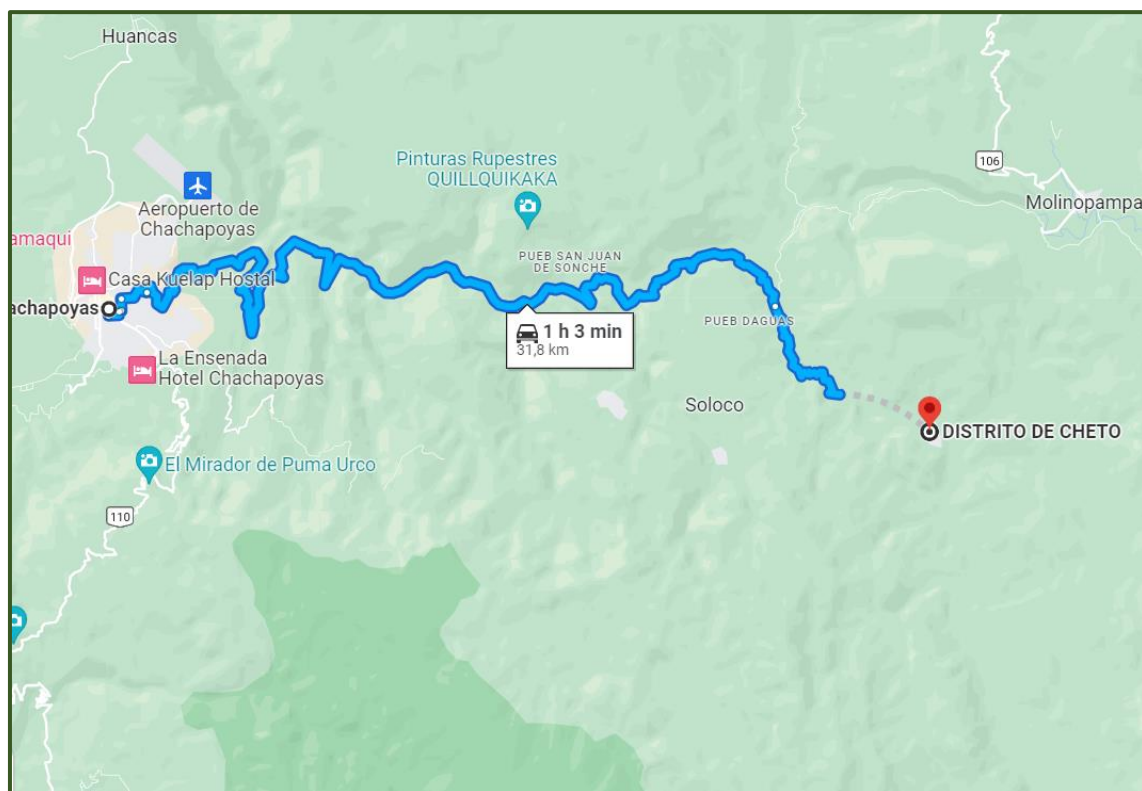 Huancas
Pinturas Rupestres
QUILLQUIKAKA
106
Molinopampa
Aeropuerto de
Chachapoyas
amaqui
PUEB SAN JUAN
DE SONCHE
Casa Kuelap Hostal
achapoyas
1 h 3 min
31,8 km
PUEB DAGUAS
La Ensenada
Hotel Chachapoyas
Soloco
DISTRITO DE CHETO
El Mirador de Puma Urco
110